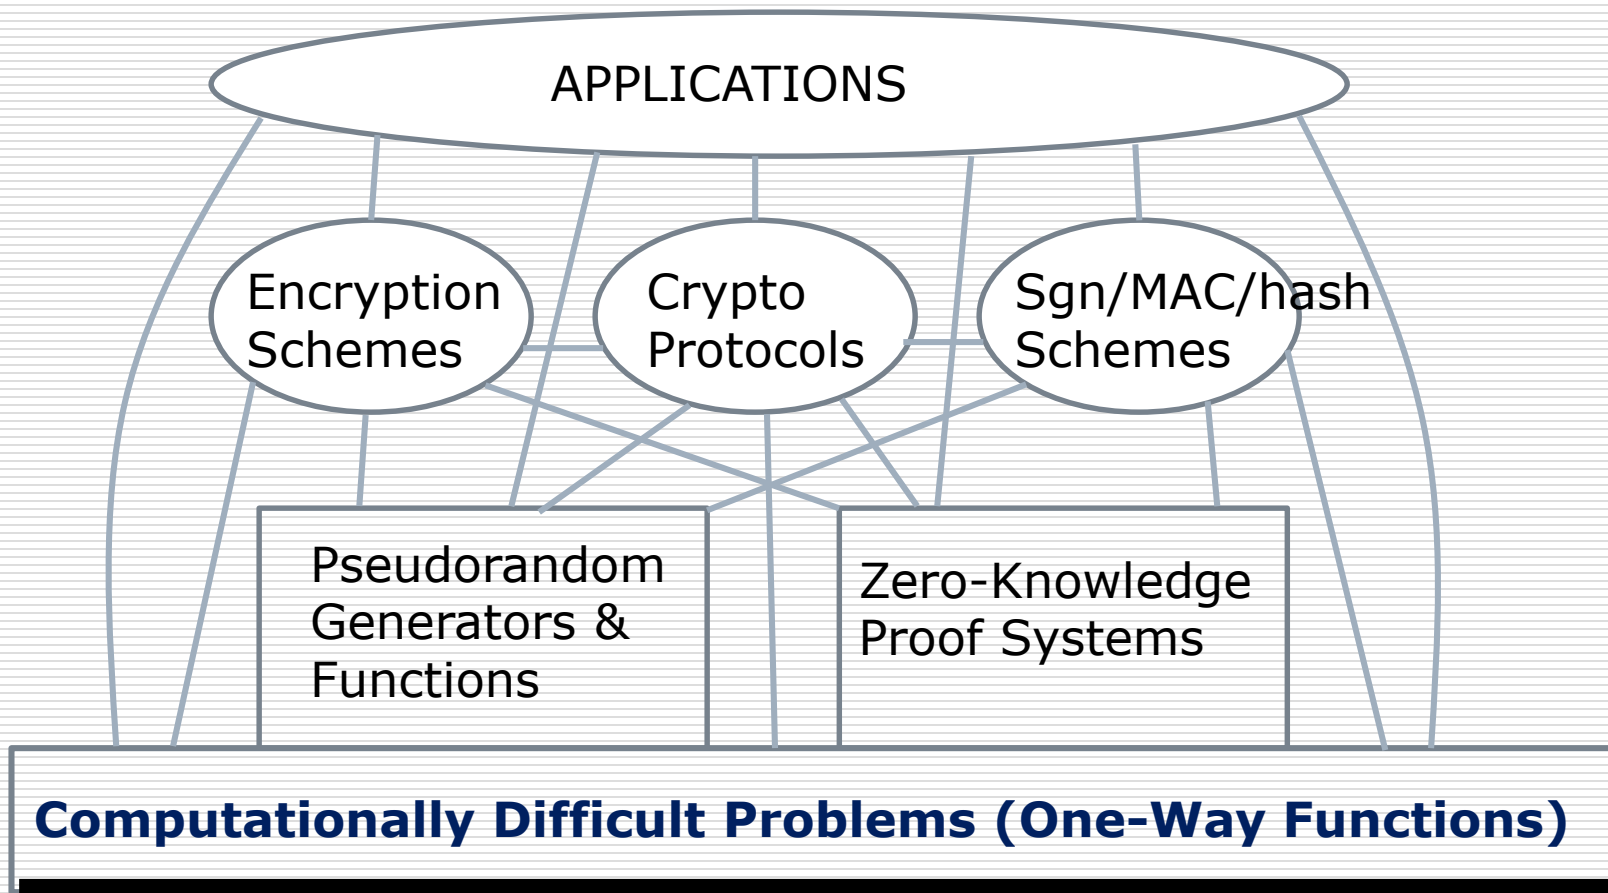 APPLICATIONS
Encryption
Schemes
Crypto
Protocols
Sgn/MAC/hash
Schemes
Pseudorandom
Generators &
Functions
Zero-Knowledge
Proof Systems
Computationally Difficult Problems (One-Way Functions)